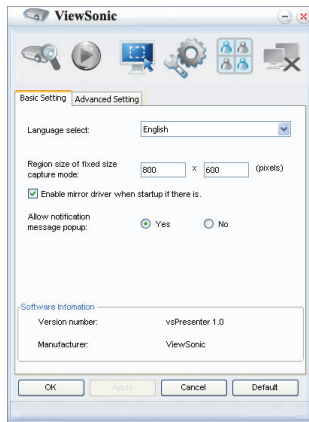 ViewSonic
Basic Setting Advanced Setting
Language select: English
Region size of fixed size
capture mode: 800 x 600 (pixels)
Enable mirror driver when startup if there is.
Allow notification
message popup: Yes No
Software Infomation
Version number: vsPresenter 1.0
Manufacturer: ViewSonic
OK Apply Cancel Default